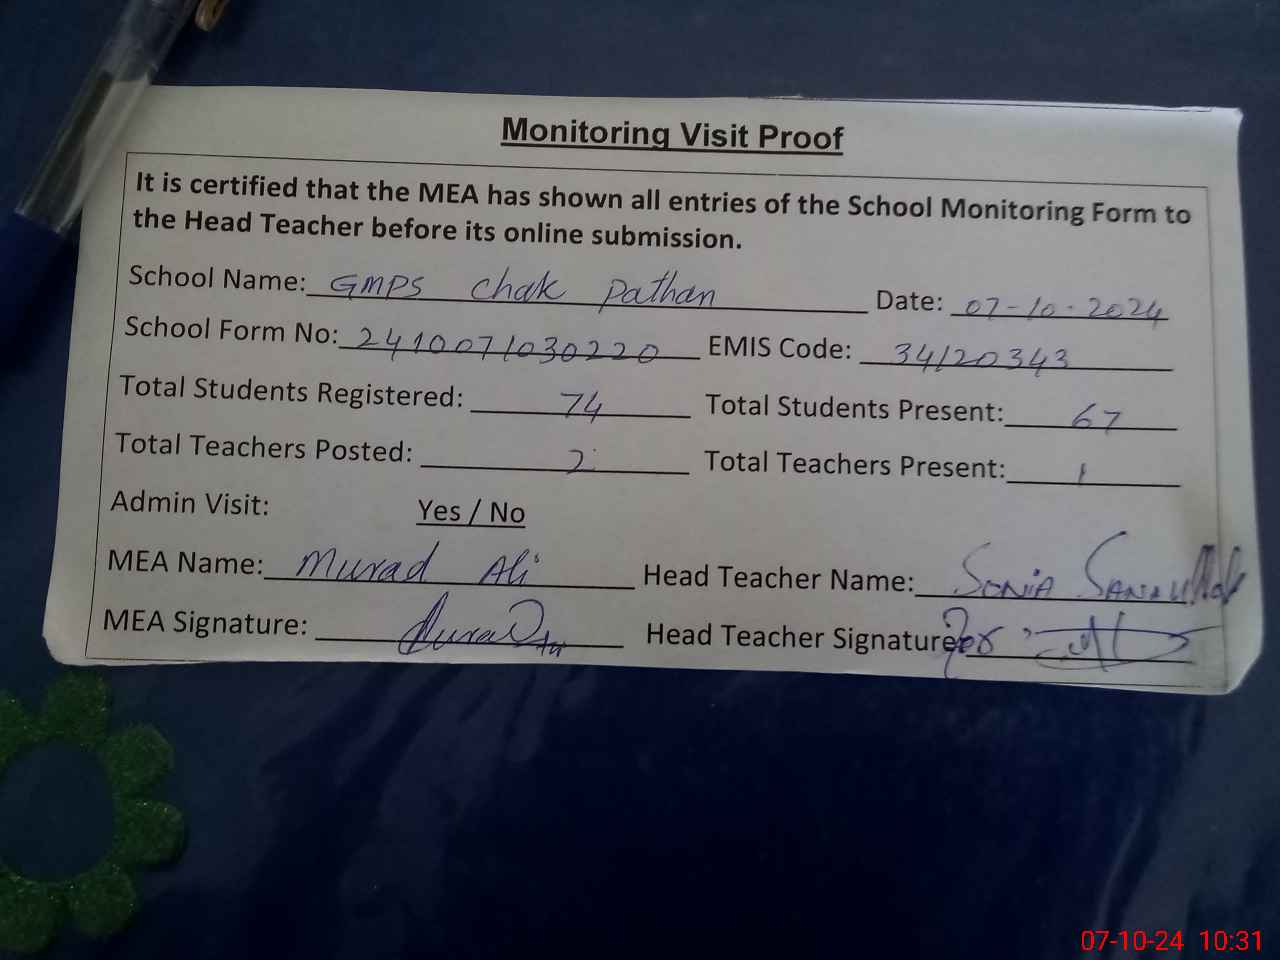 Monitoring Visit Proof
It is certified that the MEA has shown all entries of the School Monitoring Form to
the Head Teacher before its online submission.
School Name: GMPS Chak Pathan Date: 07-10-2024
School Form No: 2410071030220 EMIS Code: 34120343
Total Students Registered: 74 Total Students Present: 67
Total Teachers Posted: 2 Total Teachers Present: 1
Admin Visit: Yes / No
MEA Name: Murad Ali Head Teacher Name: Sonia Sanaullah
MEA Signature: Head Teacher Signature: For
07-10-24 10:31